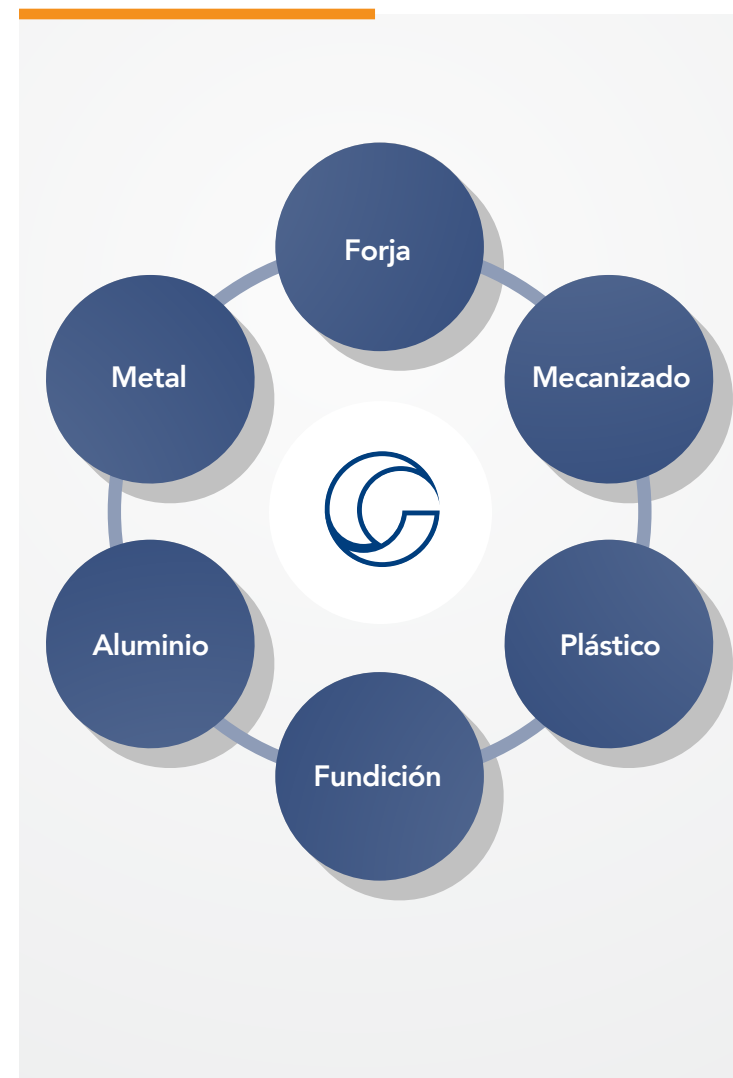 Forja
Metal
Mecanizado
Aluminio
Plástico
Fundición